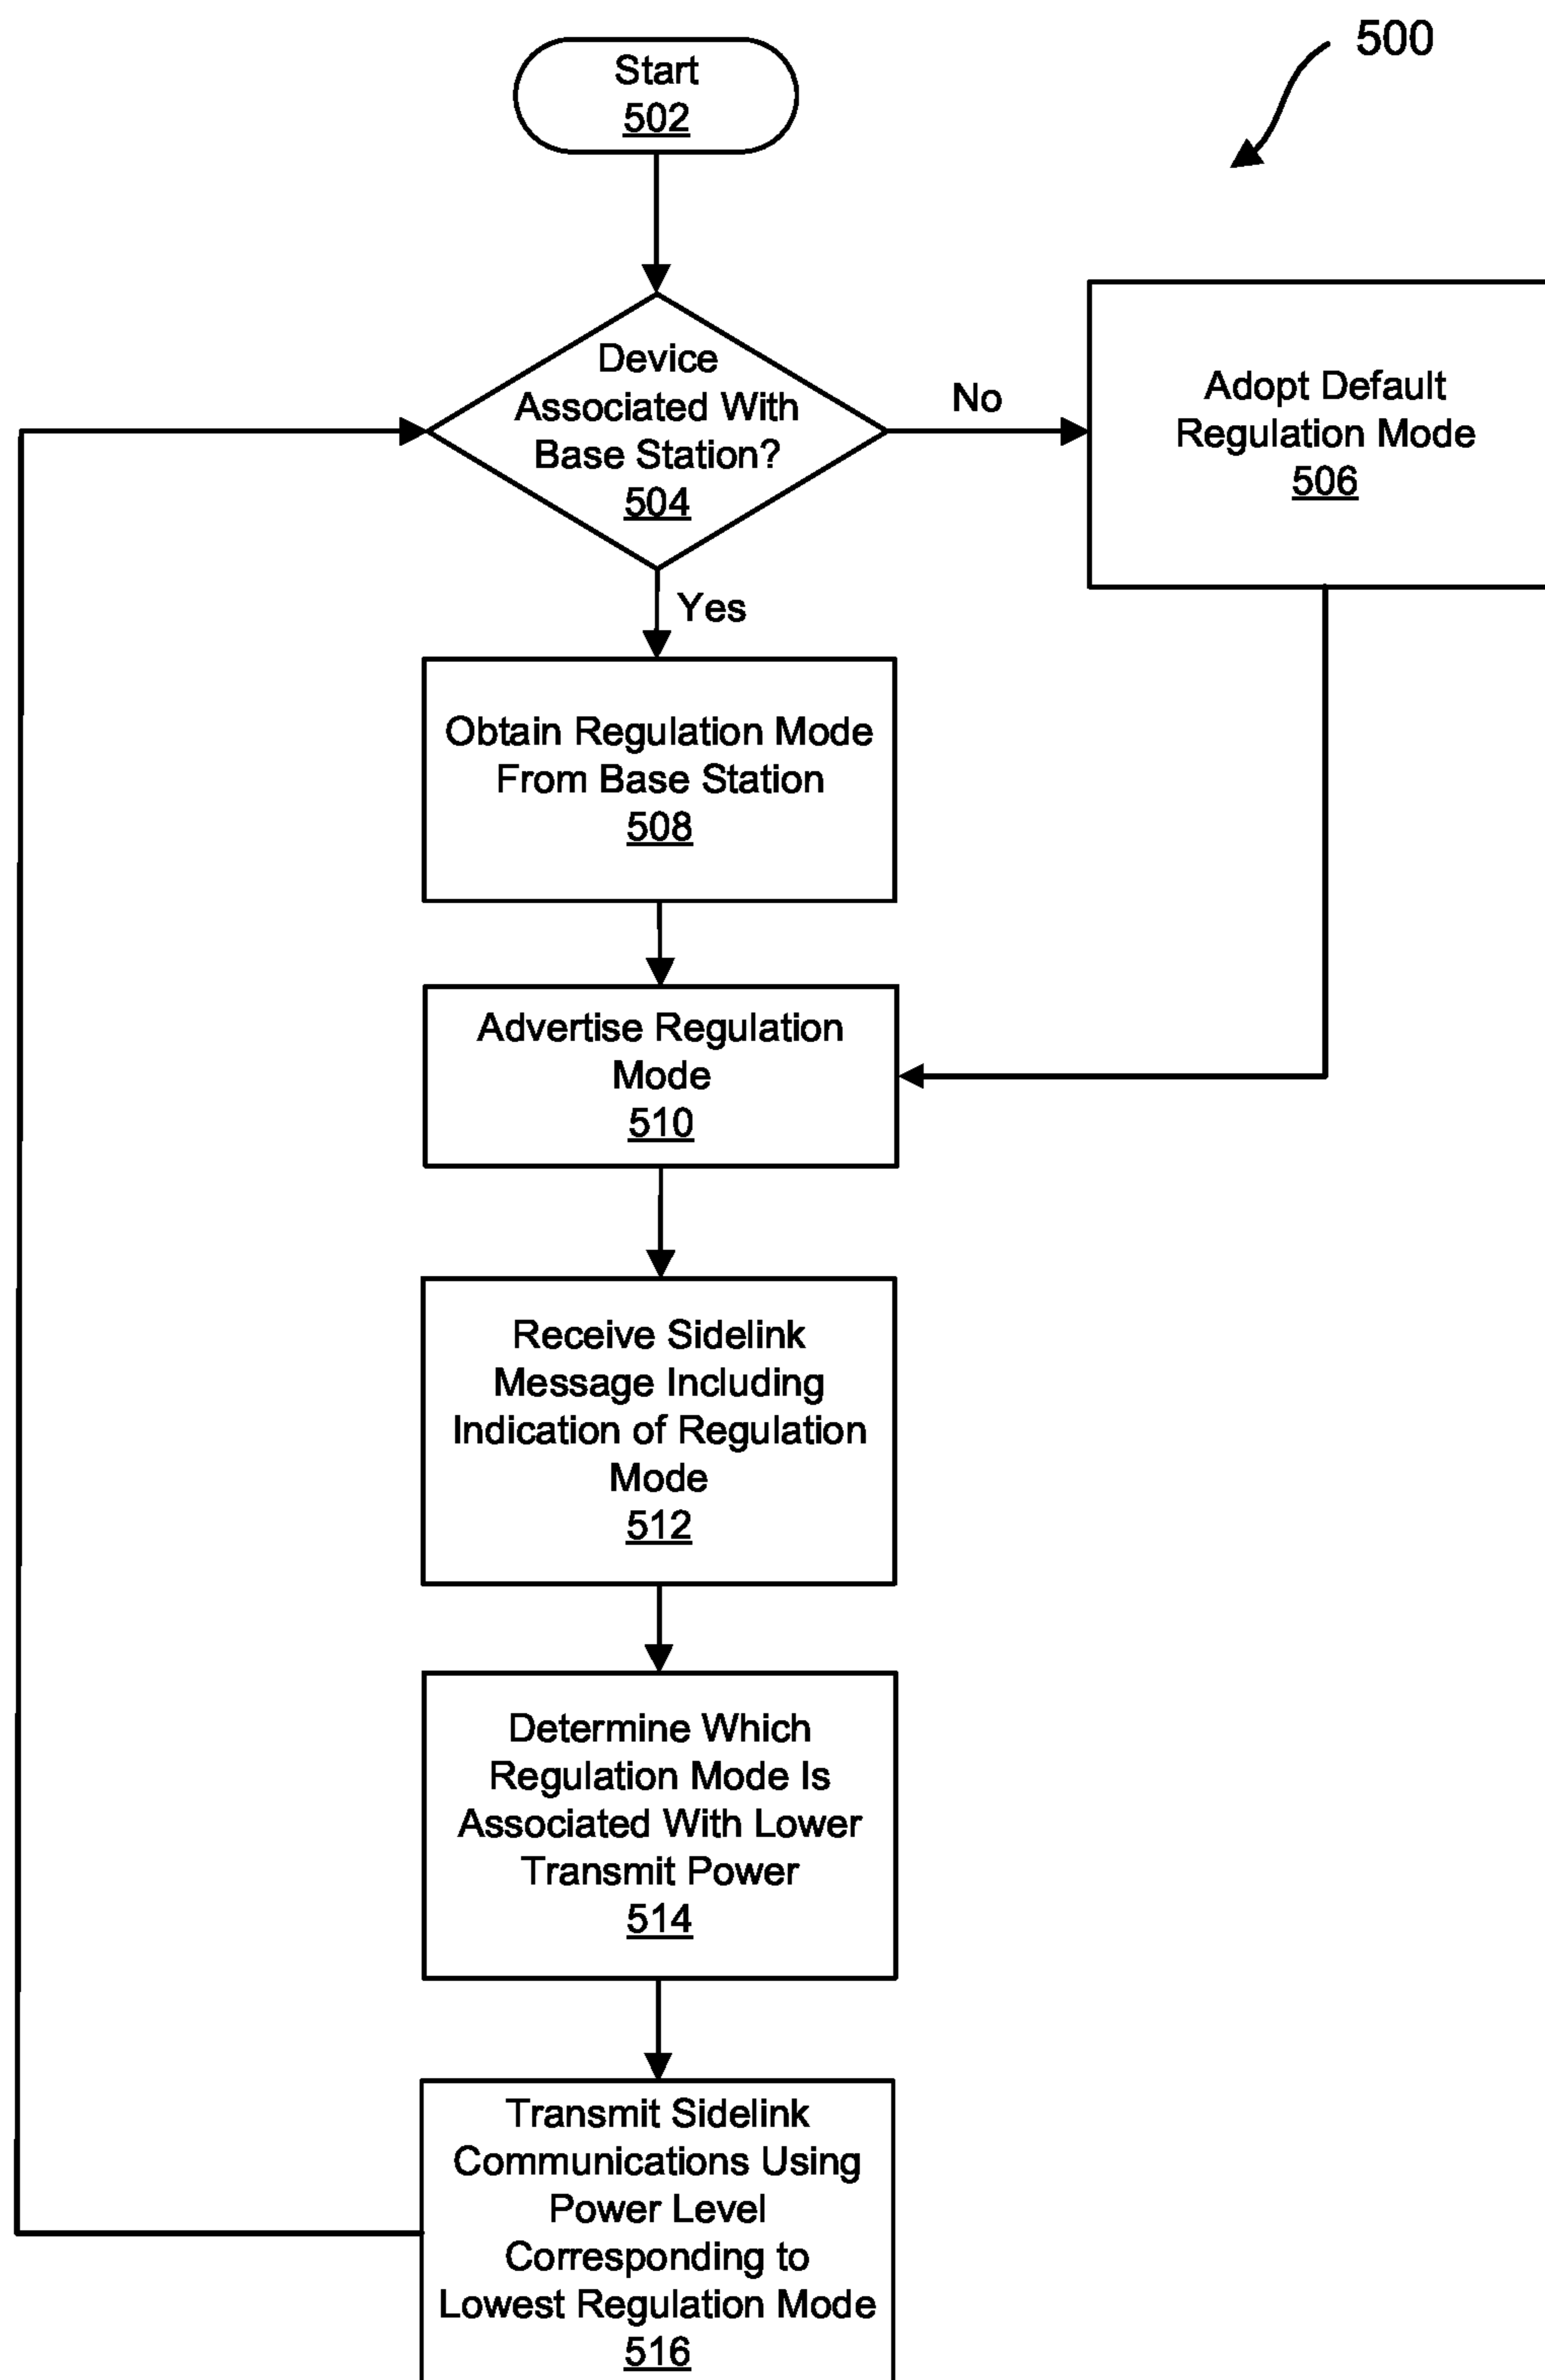 500
Start
502
Device
Associated With
Base Station?
504
No
Adopt Default
Regulation Mode
506
Yes
Obtain Regulation Mode
From Base Station
508
Advertise Regulation
Mode
510
Receive Sidelink
Message Including
Indication of Regulation
Mode
512
Determine Which
Regulation Mode Is
Associated With Lower
Transmit Power
514
Transmit Sidelink
Communications Using
Power Level
Corresponding to
Lowest Regulation Mode
516